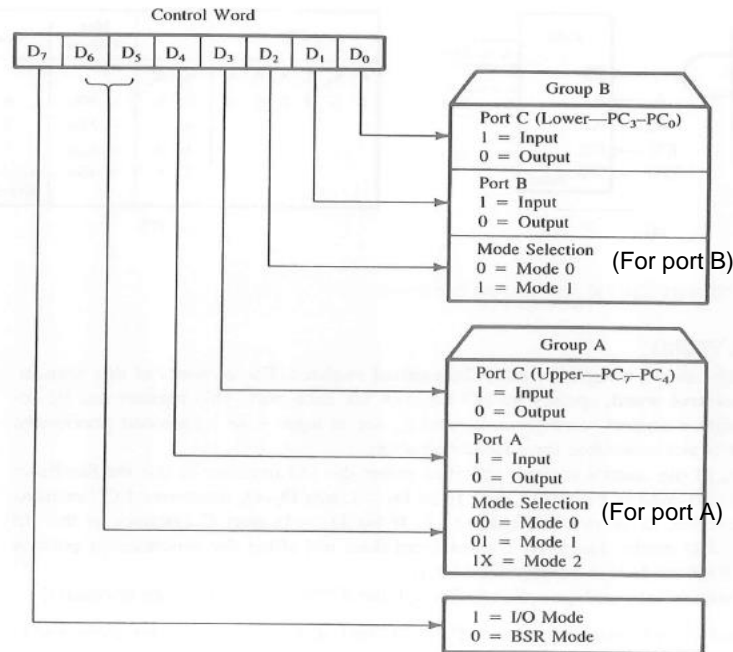 Control Word
D7 D6 D5 D4 D3 D2 D1 D0
Group B
Port C (Lower—PC3–PC0)
1 = Input
0 = Output
Port B
1 = Input
0 = Output
Mode Selection
0 = Mode 0
1 = Mode 1
(For port B)
Group A
Port C (Upper—PC7–PC4)
1 = Input
0 = Output
Port A
1 = Input
0 = Output
Mode Selection
00 = Mode 0
01 = Mode 1
1X = Mode 2
(For port A)
1 = I/O Mode
0 = BSR Mode